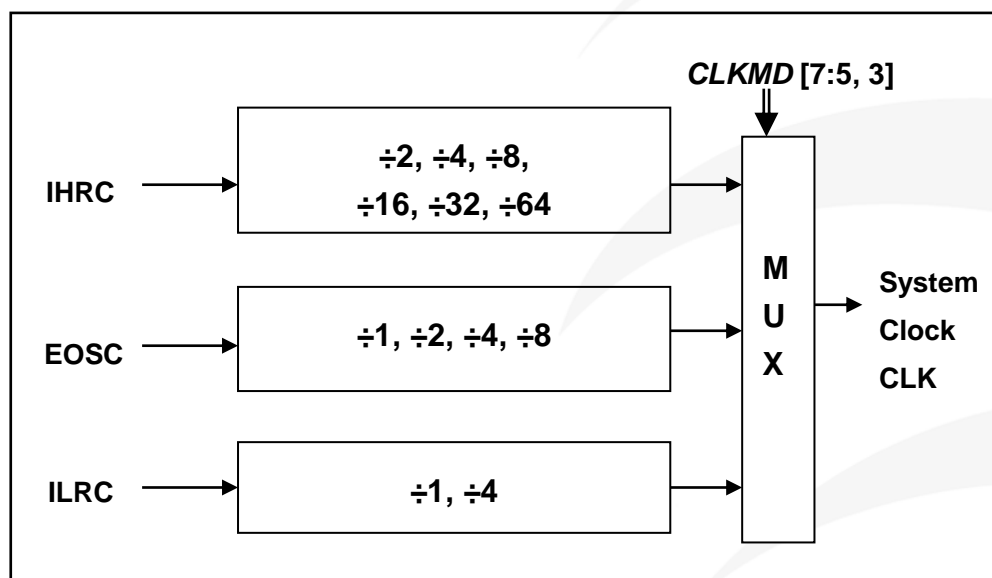 CLKMD [7:5, 3]
IHRC
÷2, ÷4, ÷8,
÷16, ÷32, ÷64
EOSC
÷1, ÷2, ÷4, ÷8
ILRC
÷1, ÷4
M
U
X
System
Clock
CLK